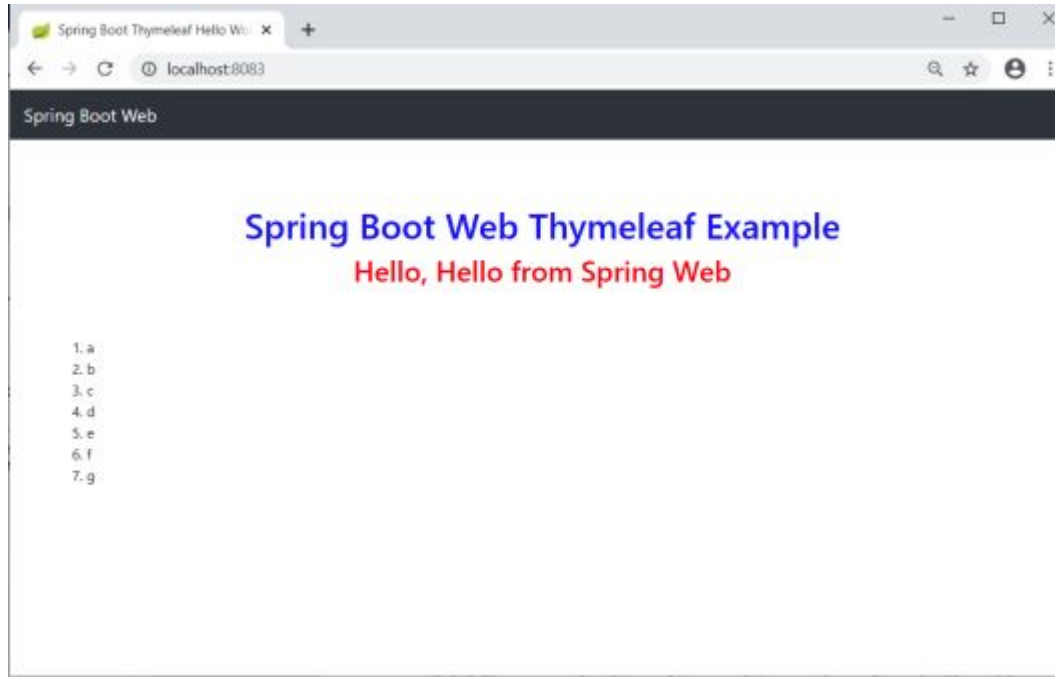 Spring Boot Thymeleaf Hello Wo
localhost:8083
Spring Boot Web
Spring Boot Web Thymeleaf Example
Hello, Hello from Spring Web
1. a
2. b
3. c
4. d
5. e
6. f
7. g